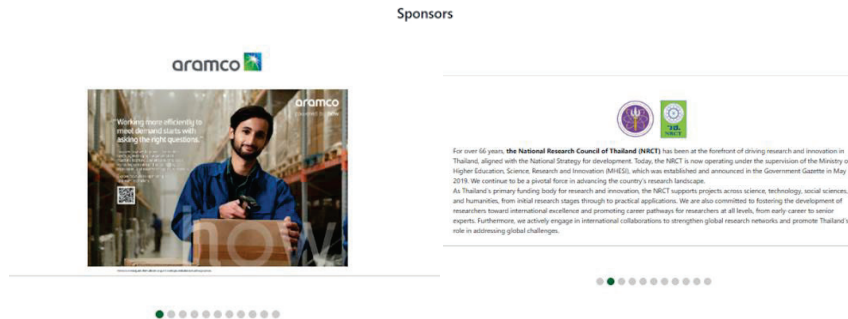 Sponsors
aramco
aramco
powered by how
"Working more efficiently to
meet demand starts with
asking the right questions."
how
วช.
NRCT
For over 66 years, the National Research Council of Thailand (NRCT) has been at the forefront of driving research and innovation in
Thailand, aligned with the National Strategy for development. Today, the NRCT is now operating under the supervision of the Ministry o
Higher Education, Science, Research and Innovation (MHESI), which was established and announced in the Government Gazette in May
2019. We continue to be a pivotal force in advancing the country's research landscape.
As Thailand's primary funding body for research and innovation, the NRCT supports projects across science, technology, social sciences,
and humanities, from initial research stages through to practical applications. We are also committed to fostering the development of
researchers toward international excellence and promoting career pathways for researchers at all levels, from early-career to senior
experts. Furthermore, we actively engage in international collaborations to strengthen global research networks and promote Thailand's
role in addressing global challenges.